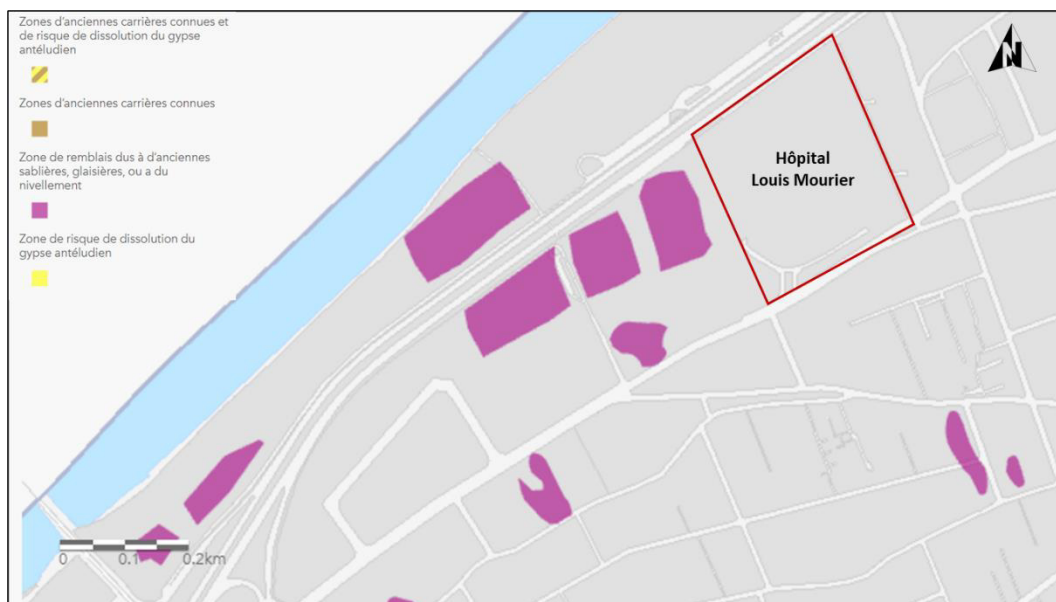 Zones d'anciennes carrières connues et
de risque de dissolution du gypse
antéludien
Zones d'anciennes carrières connues
Zone de remblais dus à d'anciennes
sablières, glaisières, ou a du
nivellement
Zone de risque de dissolution du
gypse antéludien
N
Hôpital
Louis Mourier
0 0.1 0.2km